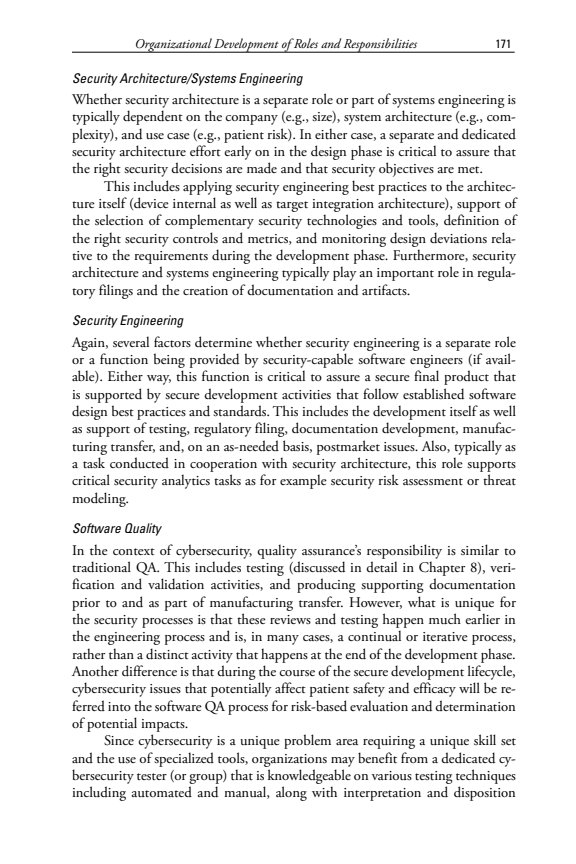 Organizational Development of Roles and Responsibilities 171
Security Architecture/Systems Engineering
Whether security architecture is a separate role or part of systems engineering is
typically dependent on the company (e.g., size), system architecture (e.g., com-
plexity), and use case (e.g., patient risk). In either case, a separate and dedicated
security architecture effort early on in the design phase is critical to assure that
the right security decisions are made and that security objectives are met.
This includes applying security engineering best practices to the architec-
ture itself (device internal as well as target integration architecture), support of
the selection of complementary security technologies and tools, definition of
the right security controls and metrics, and monitoring design deviations rela-
tive to the requirements during the development phase. Furthermore, security
architecture and systems engineering typically play an important role in regula-
tory filings and the creation of documentation and artifacts.
Security Engineering
Again, several factors determine whether security engineering is a separate role
or a function being provided by security-capable software engineers (if avail-
able). Either way, this function is critical to assure a secure final product that
is supported by secure development activities that follow established software
design best practices and standards. This includes the development itself as well
as support of testing, regulatory filing, documentation development, manufac-
turing transfer, and, on an as-needed basis, postmarket issues. Also, typically as
a task conducted in cooperation with security architecture, this role supports
critical security analytics tasks as for example security risk assessment or threat
modeling.
Software Quality
In the context of cybersecurity, quality assurance's responsibility is similar to
traditional QA. This includes testing (discussed in detail in Chapter 8), veri-
fication and validation activities, and producing supporting documentation
prior to and as part of manufacturing transfer. However, what is unique for
the security processes is that these reviews and testing happen much earlier in
the engineering process and is, in many cases, a continual or iterative process,
rather than a distinct activity that happens at the end of the development phase.
Another difference is that during the course of the secure development lifecycle,
cybersecurity issues that potentially affect patient safety and efficacy will be re-
ferred into the software QA process for risk-based evaluation and determination
of potential impacts.
Since cybersecurity is a unique problem area requiring a unique skill set
and the use of specialized tools, organizations may benefit from a dedicated cy-
bersecurity tester (or group) that is knowledgeable on various testing techniques
including automated and manual, along with interpretation and disposition